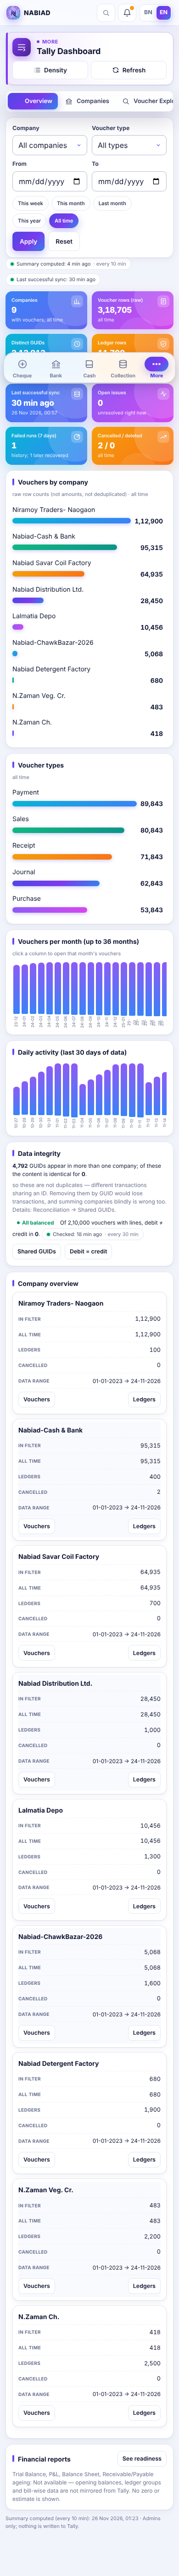 NABIAD
BN EN
MORE
Tally Dashboard
Density
Refresh
Overview
Companies
Voucher Explo
Company
Voucher type
All companies
All types
From
To
mm/dd/yyyy
mm/dd/yyyy
This week
This month
Last month
This year
All time
Apply
Reset
Summary computed: 4 min ago · every 10 min
Last successful sync: 30 min ago
Companies
9
with vouchers, all time
Voucher rows (raw)
3,18,705
all time
Distinct GUIDs
Ledger rows
Cheque
Bank
Cash
Collection
More
Last successful sync
30 min ago
26 Nov 2026, 00:57
Open issues
0
unresolved right now
Failed runs (7 days)
1
history; 1 later recovered
Cancelled / deleted
2 / 0
all time
Vouchers by company
raw row counts (not amounts, not deduplicated) · all time
Niramoy Traders- Naogaon
1,12,900
Nabiad-Cash & Bank
95,315
Nabiad Savar Coil Factory
64,935
Nabiad Distribution Ltd.
28,450
Lalmatia Depo
10,456
Nabiad-ChawkBazar-2026
5,068
Nabiad Detergent Factory
680
N.Zaman Veg. Cr.
483
N.Zaman Ch.
418
Voucher types
all time
Payment
89,843
Sales
80,843
Receipt
71,843
Journal
62,843
Purchase
53,843
Vouchers per month (up to 36 months)
click a column to open that month's vouchers
Daily activity (last 30 days of data)
Data integrity
4,792 GUIDs appear in more than one company; of these the content is identical for 0.
so these are not duplicates — different transactions sharing an ID. Removing them by GUID would lose transactions, and summing companies blindly is wrong too. Details: Reconciliation → Shared GUIDs.
All balanced
Of 2,10,000 vouchers with lines, debit ≠ credit in 0.
Checked: 18 min ago · every 30 min
Shared GUIDs
Debit = credit
Company overview
Niramoy Traders- Naogaon
IN FILTER 1,12,900
ALL TIME 1,12,900
LEDGERS 100
CANCELLED 0
DATA RANGE 01-01-2023 → 24-11-2026
Vouchers
Ledgers
Nabiad-Cash & Bank
IN FILTER 95,315
ALL TIME 95,315
LEDGERS 400
CANCELLED 2
DATA RANGE 01-01-2023 → 24-11-2026
Vouchers
Ledgers
Nabiad Savar Coil Factory
IN FILTER 64,935
ALL TIME 64,935
LEDGERS 700
CANCELLED 0
DATA RANGE 01-01-2023 → 24-11-2026
Vouchers
Ledgers
Nabiad Distribution Ltd.
IN FILTER 28,450
ALL TIME 28,450
LEDGERS 1,000
CANCELLED 0
DATA RANGE 01-01-2023 → 24-11-2026
Vouchers
Ledgers
Lalmatia Depo
IN FILTER 10,456
ALL TIME 10,456
LEDGERS 1,300
CANCELLED 0
DATA RANGE 01-01-2023 → 24-11-2026
Vouchers
Ledgers
Nabiad-ChawkBazar-2026
IN FILTER 5,068
ALL TIME 5,068
LEDGERS 1,600
CANCELLED 0
DATA RANGE 01-01-2023 → 24-11-2026
Vouchers
Ledgers
Nabiad Detergent Factory
IN FILTER 680
ALL TIME 680
LEDGERS 1,900
CANCELLED 0
DATA RANGE 01-01-2023 → 24-11-2026
Vouchers
Ledgers
N.Zaman Veg. Cr.
IN FILTER 483
ALL TIME 483
LEDGERS 2,200
CANCELLED 0
DATA RANGE 01-01-2023 → 24-11-2026
Vouchers
Ledgers
N.Zaman Ch.
IN FILTER 418
ALL TIME 418
LEDGERS 2,500
CANCELLED 0
DATA RANGE 01-01-2023 → 24-11-2026
Vouchers
Ledgers
Financial reports
See readiness
Trial Balance, P&L, Balance Sheet, Receivable/Payable ageing. Not available — opening balances, ledger groups and bill-wise data are not mirrored from Tally. No zero or estimate is shown.
Summary computed (every 10 min): 26 Nov 2026, 01:23 · Admins only; nothing is written to Tally.